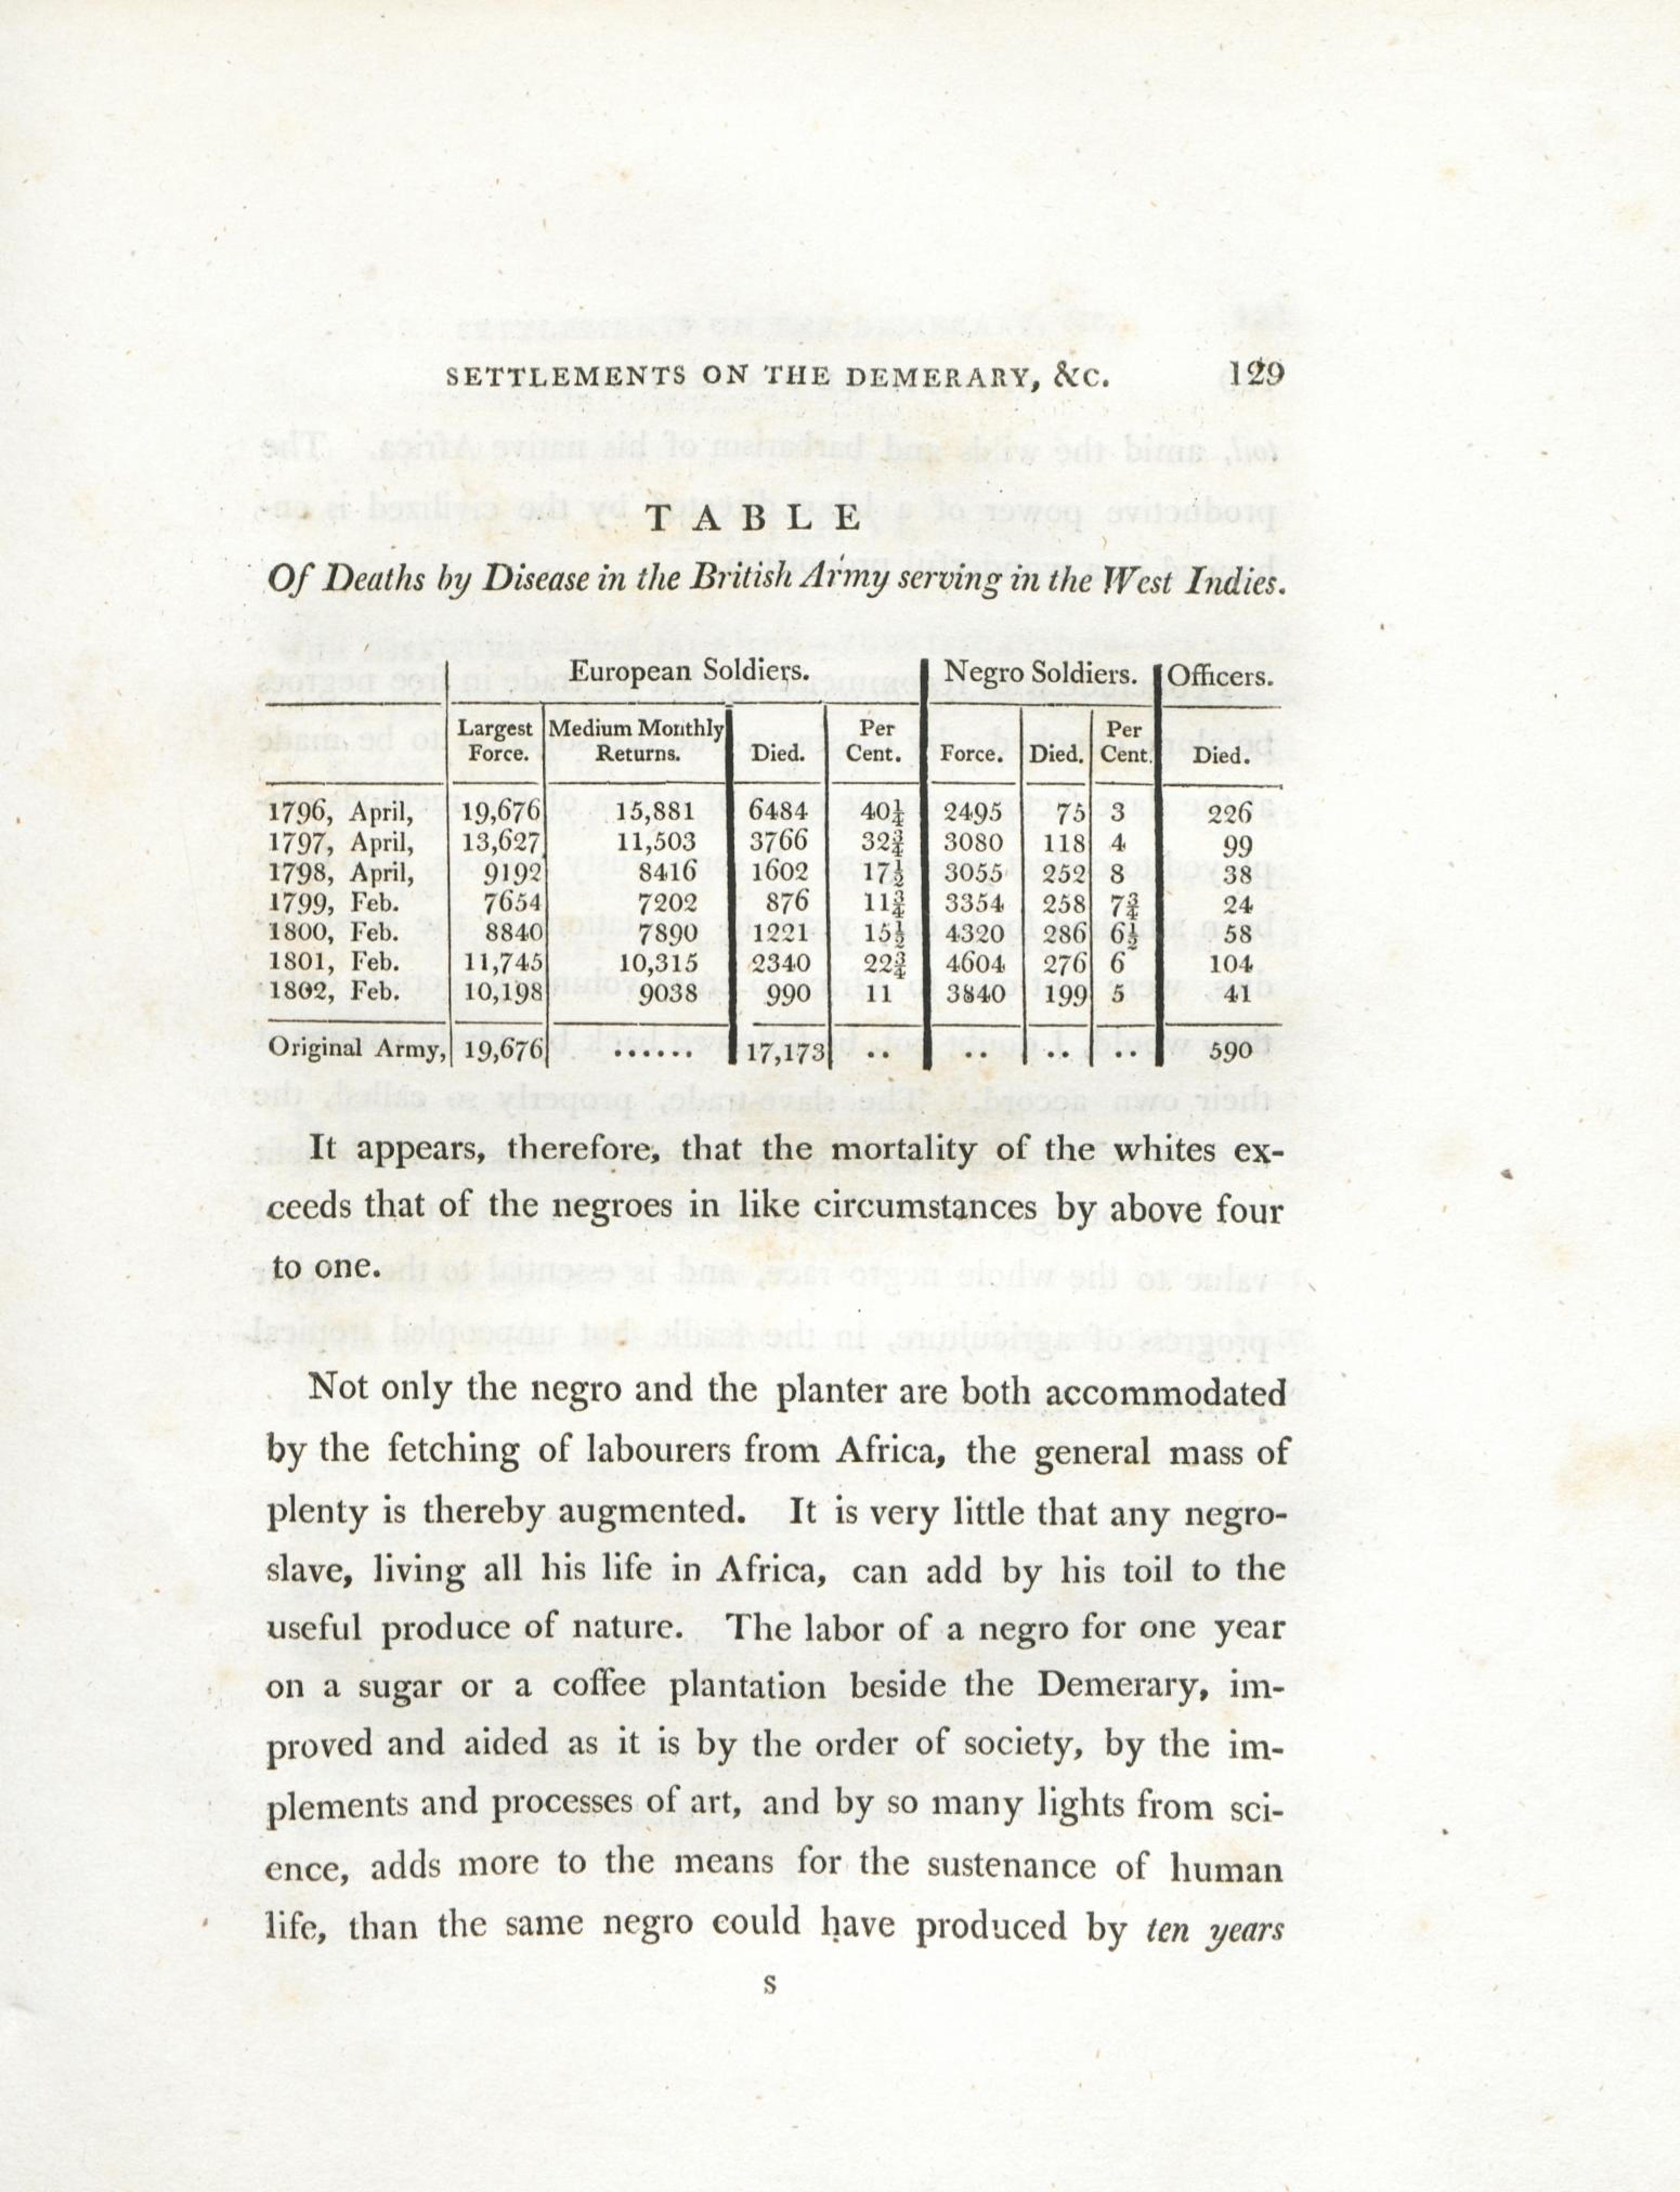 SETTLEMENTS ON THE DEMERARY, &C. 129
TABLE
Of Deaths by Disease in the British Army serving in the West Indies.
European Soldiers. Negro Soldiers. Officers.
Largest Force. Medium Monthly Returns. Died. Per Cent. Force. Died. Per Cent. Died.
1796, April, 19,676 15,881 6484 40¼ 2495 75 3 226
1797, April, 13,627 11,503 3766 32¾ 3080 118 4 99
1798, April, 9192 8416 1602 17½ 3055 252 8 38
1799, Feb. 7654 7202 876 11¾ 3354 258 7¾ 24
1800, Feb. 8840 7890 1221 15½ 4320 286 6½ 58
1801, Feb. 11,745 10,315 2340 22¾ 4604 276 6 104
1802, Feb. 10,198 9038 990 11 3840 199 5 41
Original Army, 19,676 ...... 17,173 .. .. .. .. 590
It appears, therefore, that the mortality of the whites ex-
ceeds that of the negroes in like circumstances by above four
to one.
Not only the negro and the planter are both accommodated
by the fetching of labourers from Africa, the general mass of
plenty is thereby augmented. It is very little that any negro-
slave, living all his life in Africa, can add by his toil to the
useful produce of nature. The labor of a negro for one year
on a sugar or a coffee plantation beside the Demerary, im-
proved and aided as it is by the order of society, by the im-
plements and processes of art, and by so many lights from sci-
ence, adds more to the means for the sustenance of human
life, than the same negro could have produced by ten years
S